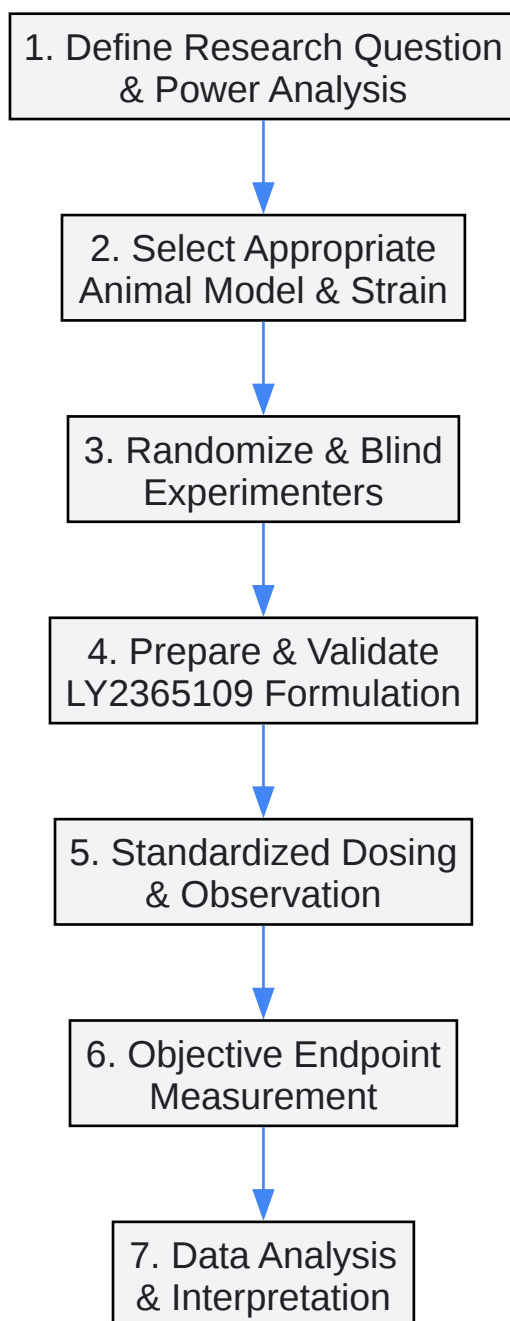 1. Define Research Question
& Power Analysis
2. Select Appropriate
Animal Model & Strain
3. Randomize & Blind
Experimenters
4. Prepare & Validate
LY2365109 Formulation
5. Standardized Dosing
& Observation
6. Objective Endpoint
Measurement
7. Data Analysis
& Interpretation